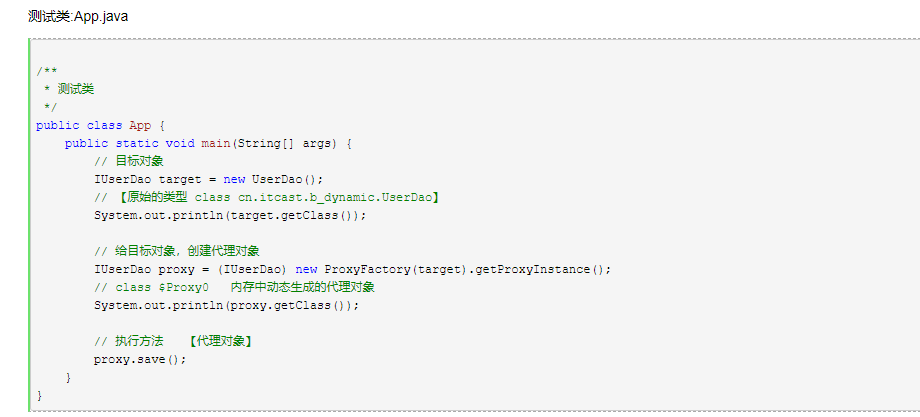 测试类:App.java
/**
 * 测试类
 */
public class App {
    public static void main(String[] args) {
        // 目标对象
        IUserDao target = new UserDao();
        // 【原始的类型 class cn.itcast.b_dynamic.UserDao】
        System.out.println(target.getClass());
        // 给目标对象，创建代理对象
        IUserDao proxy = (IUserDao) new ProxyFactory(target).getProxyInstance();
        // class $Proxy0   内存中动态生成的代理对象
        System.out.println(proxy.getClass());
        // 执行方法   【代理对象】
        proxy.save();
    }
}